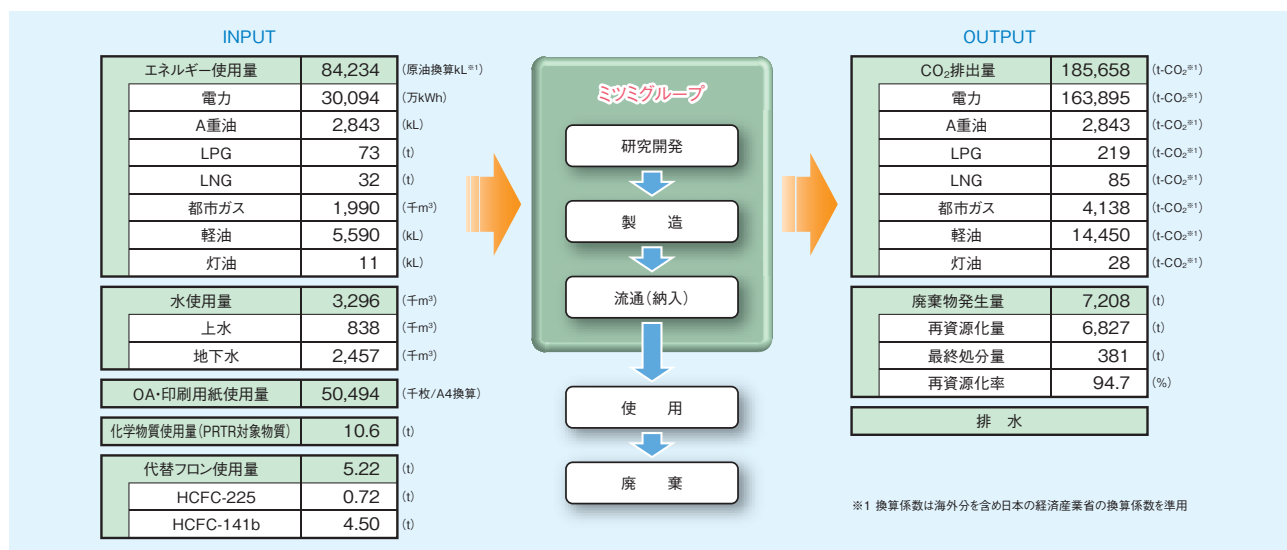 INPUT
エネルギー使用量 84,234 (原油換算kL※1)
電力 30,094 (万kWh)
A重油 2,843 (kL)
LPG 73 (t)
LNG 32 (t)
都市ガス 1,990 (千m³)
軽油 5,590 (kL)
灯油 11 (kL)
水使用量 3,296 (千m³)
上水 838 (千m³)
地下水 2,457 (千m³)
OA・印刷用紙使用量 50,494 (千枚/A4換算)
化学物質使用量(PRTR対象物質) 10.6 (t)
代替フロン使用量 5.22 (t)
HCFC-225 0.72 (t)
HCFC-141b 4.50 (t)
ミツミグループ
研究開発
製 造
流通(納入)
使 用
廃 棄
OUTPUT
CO₂排出量 185,658 (t-CO₂※1)
電力 163,895 (t-CO₂※1)
A重油 2,843 (t-CO₂※1)
LPG 219 (t-CO₂※1)
LNG 85 (t-CO₂※1)
都市ガス 4,138 (t-CO₂※1)
軽油 14,450 (t-CO₂※1)
灯油 28 (t-CO₂※1)
廃棄物発生量 7,208 (t)
再資源化量 6,827 (t)
最終処分量 381 (t)
再資源化率 94.7 (%)
排 水
※1 換算係数は海外分を含め日本の経済産業省の換算係数を準用